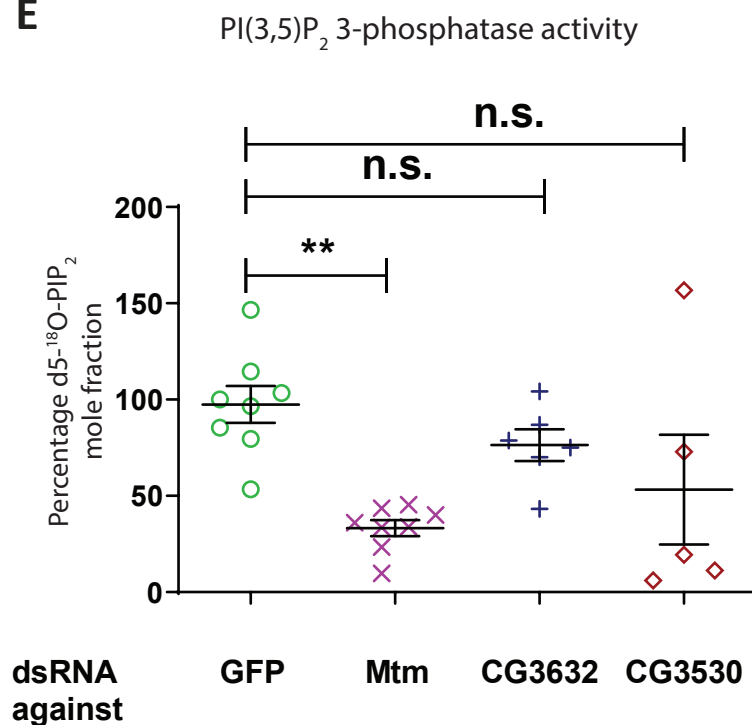 E
PI(3,5)P₂ 3-phosphatase activity
n.s.
n.s.
**
Percentage d5-¹⁸O-PIP₂
mole fraction
200
150
100
50
0
dsRNA
against
GFP Mtm CG3632 CG3530